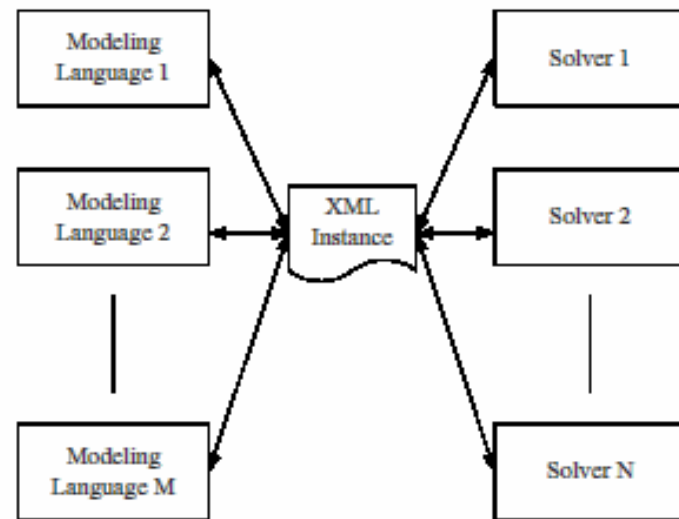 Modeling
Language 1
Solver 1
Modeling
Language 2
XML
Instance
Solver 2
Modeling
Language M
Solver N